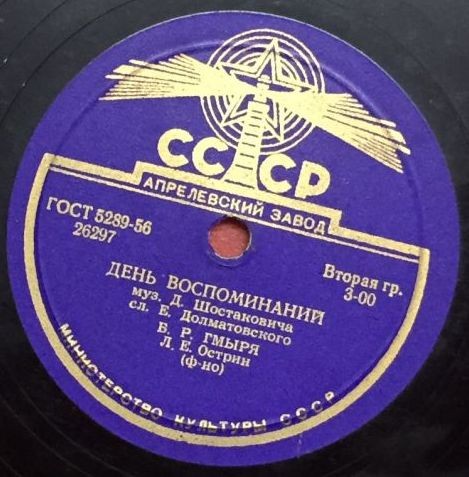 СССР
АПРЕЛЕВСКИЙ ЗАВОД
ГОСТ 5289-56
26297
Вторая гр.
3-00
ДЕНЬ ВОСПОМИНАНИЙ
муз. Д. Шостаковича
сл. Е. Долматовского
Б. Р. ГМЫРЯ
Л. Е. Острин
(ф-но)
МИНИСТЕРСТВО КУЛЬТУРЫ СССР